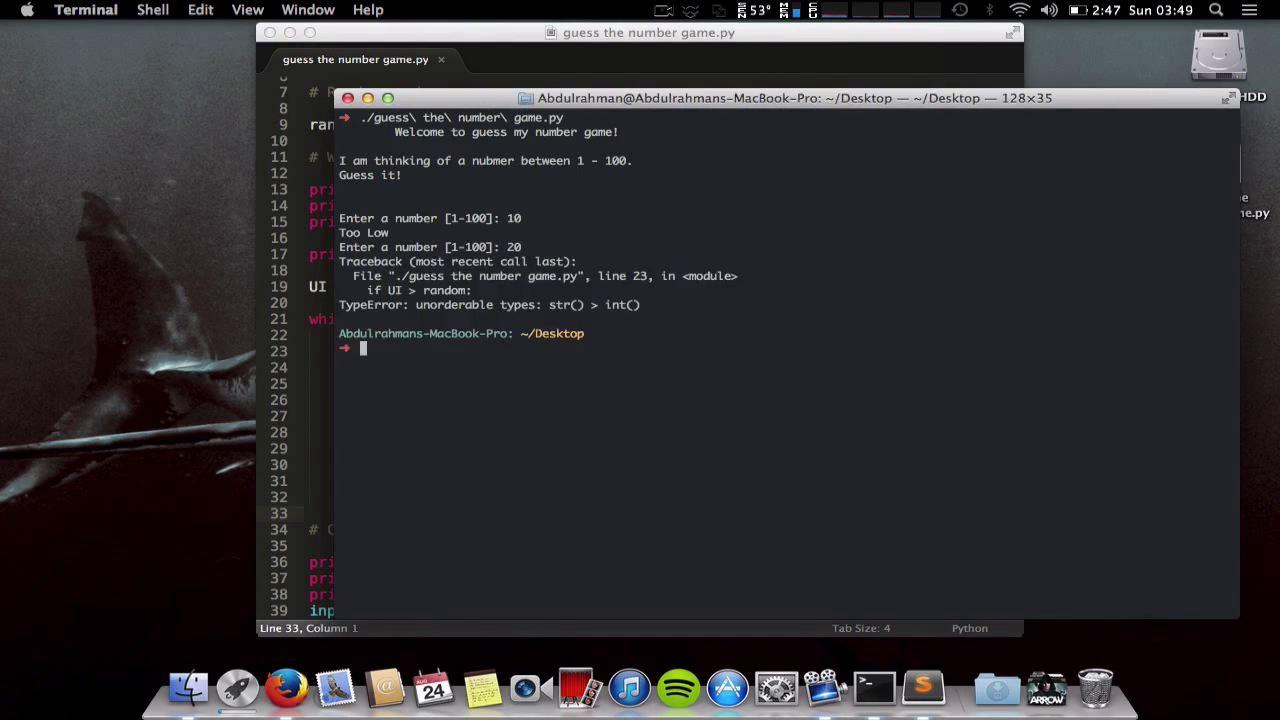 Terminal Shell Edit View Window Help 53° 2:47 Sun 03:49
guess the number game.py
guess the number game.py ×
HDD
Abdulrahman@Abdulrahmans-MacBook-Pro: ~/Desktop — ~/Desktop — 128×35
➜ ./guess\ the\ number\ game.py
Welcome to guess my number game!
I am thinking of a nubmer between 1 - 100.
Guess it!
Enter a number [1-100]: 10
Too Low
Enter a number [1-100]: 20
Traceback (most recent call last):
File "./guess the number game.py", line 23, in <module>
if UI > random:
TypeError: unorderable types: str() > int()
Abdulrahmans-MacBook-Pro: ~/Desktop
➜
7 #
8
9 ran
10
11 # W
12
13 pri
14 pri
15 pri
16
17 pri
18
19 UI
20
21 whi
22
23
24
25
26
27
28
29
30
31
32
33
34 #
35
36 pri
37 pri
38 pri
39 inp
Line 33, Column 1 Tab Size: 4 Python
AUG
24
ARROW